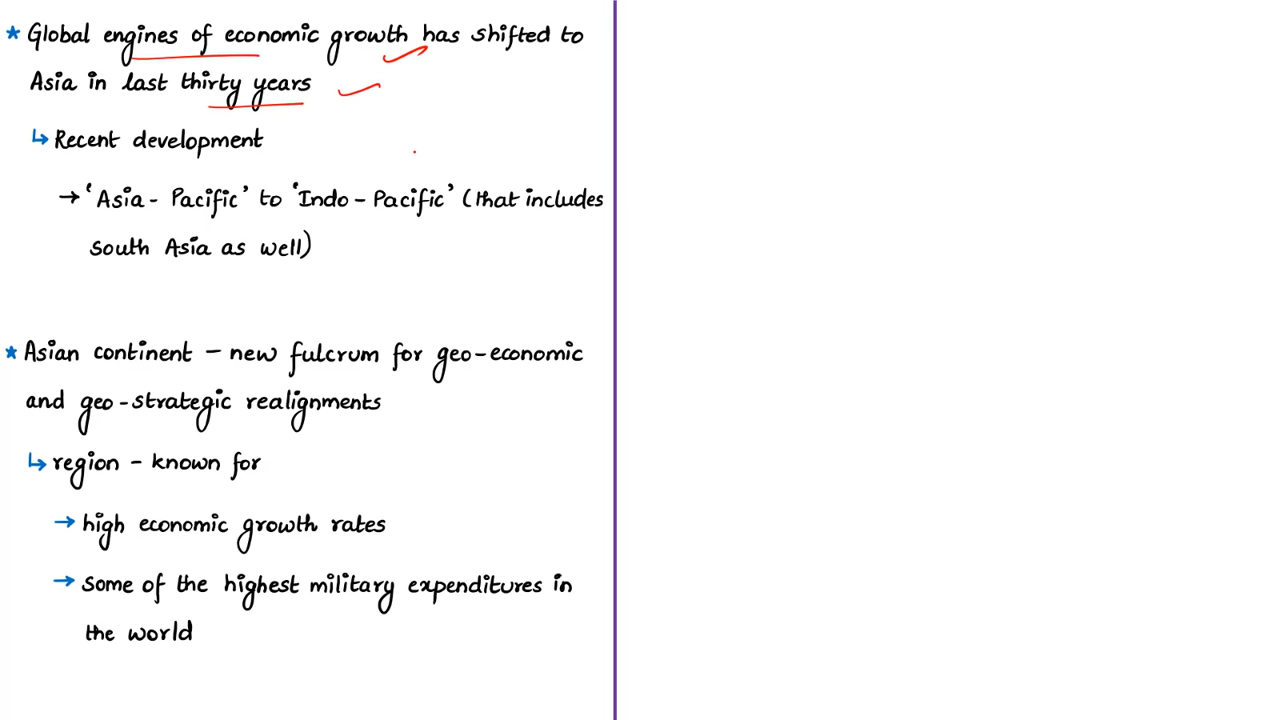 * Global engines of economic growth has shifted to
Asia in last thirty years
↳ Recent development
→ 'Asia - Pacific' to 'Indo - Pacific' (that includes
south Asia as well)
* Asian continent – new fulcrum for geo-economic
and geo-strategic realignments
↳ region – known for
→ high economic growth rates
→ some of the highest military expenditures in
the world